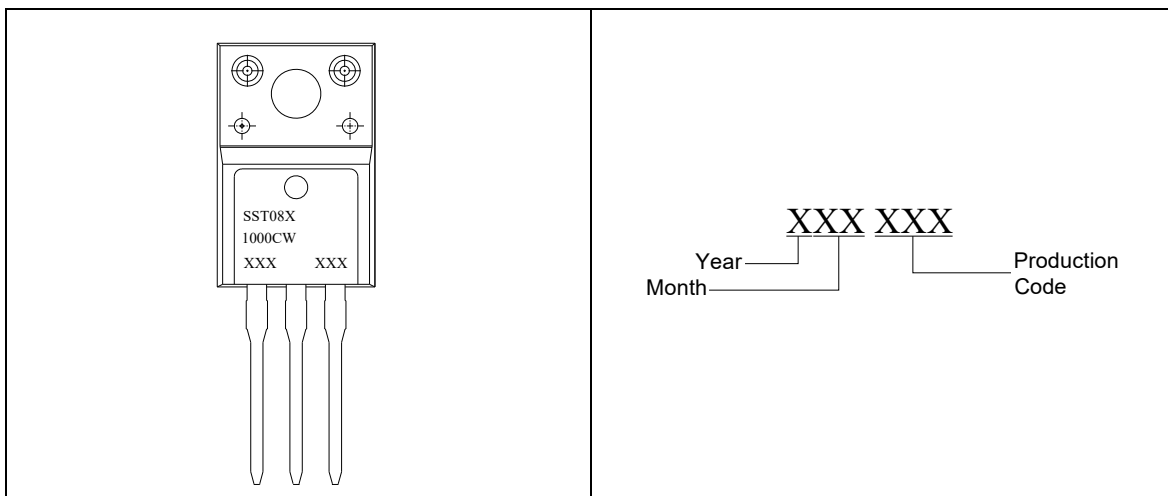 SST08X
1000CW
XXX XXX
XXX XXX
Year
Month
Production
Code